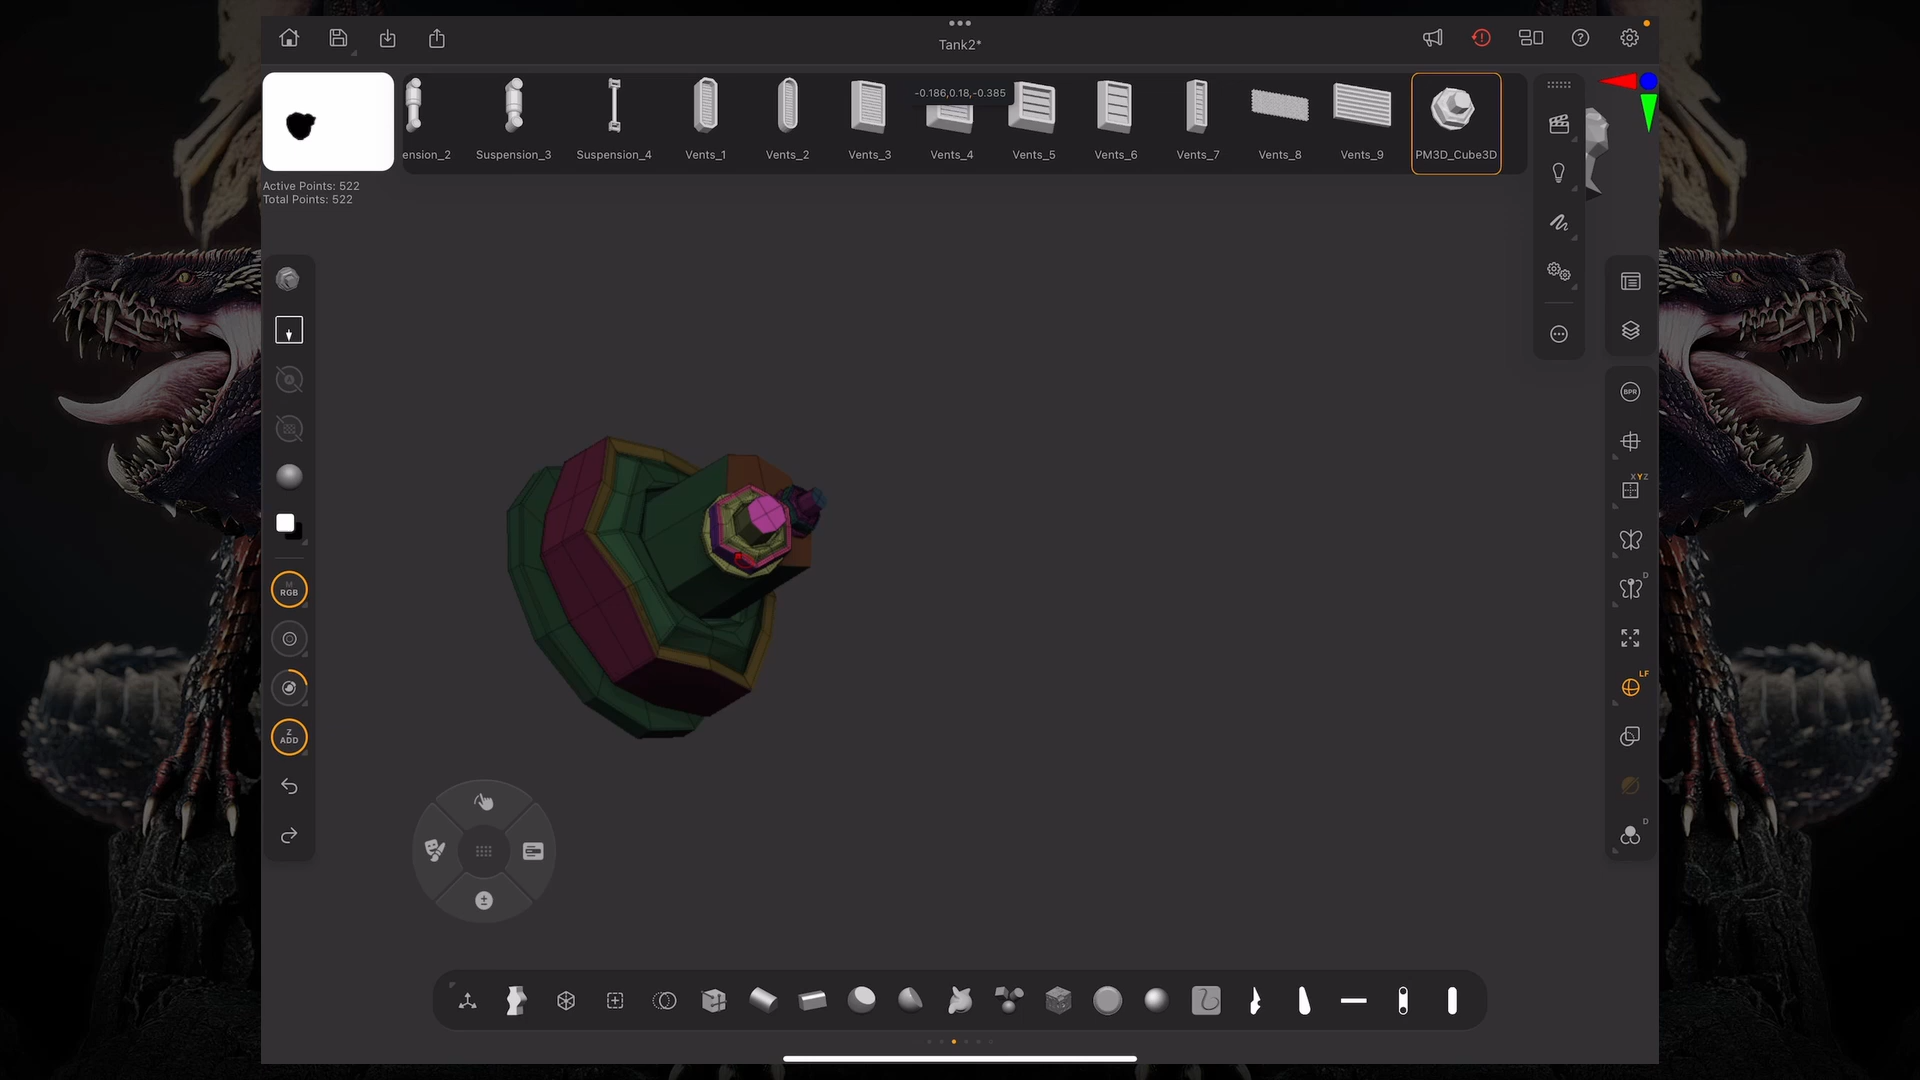 Tank2*
-0.186,0.18,-0.385
ension_2
Suspension_3
Suspension_4
Vents_1
Vents_2
Vents_3
Vents_4
Vents_5
Vents_6
Vents_7
Vents_8
Vents_9
PM3D_Cube3D
Active Points: 522
Total Points: 522
BPR
XYZ
D
M
RGB
LF
Z
ADD
D